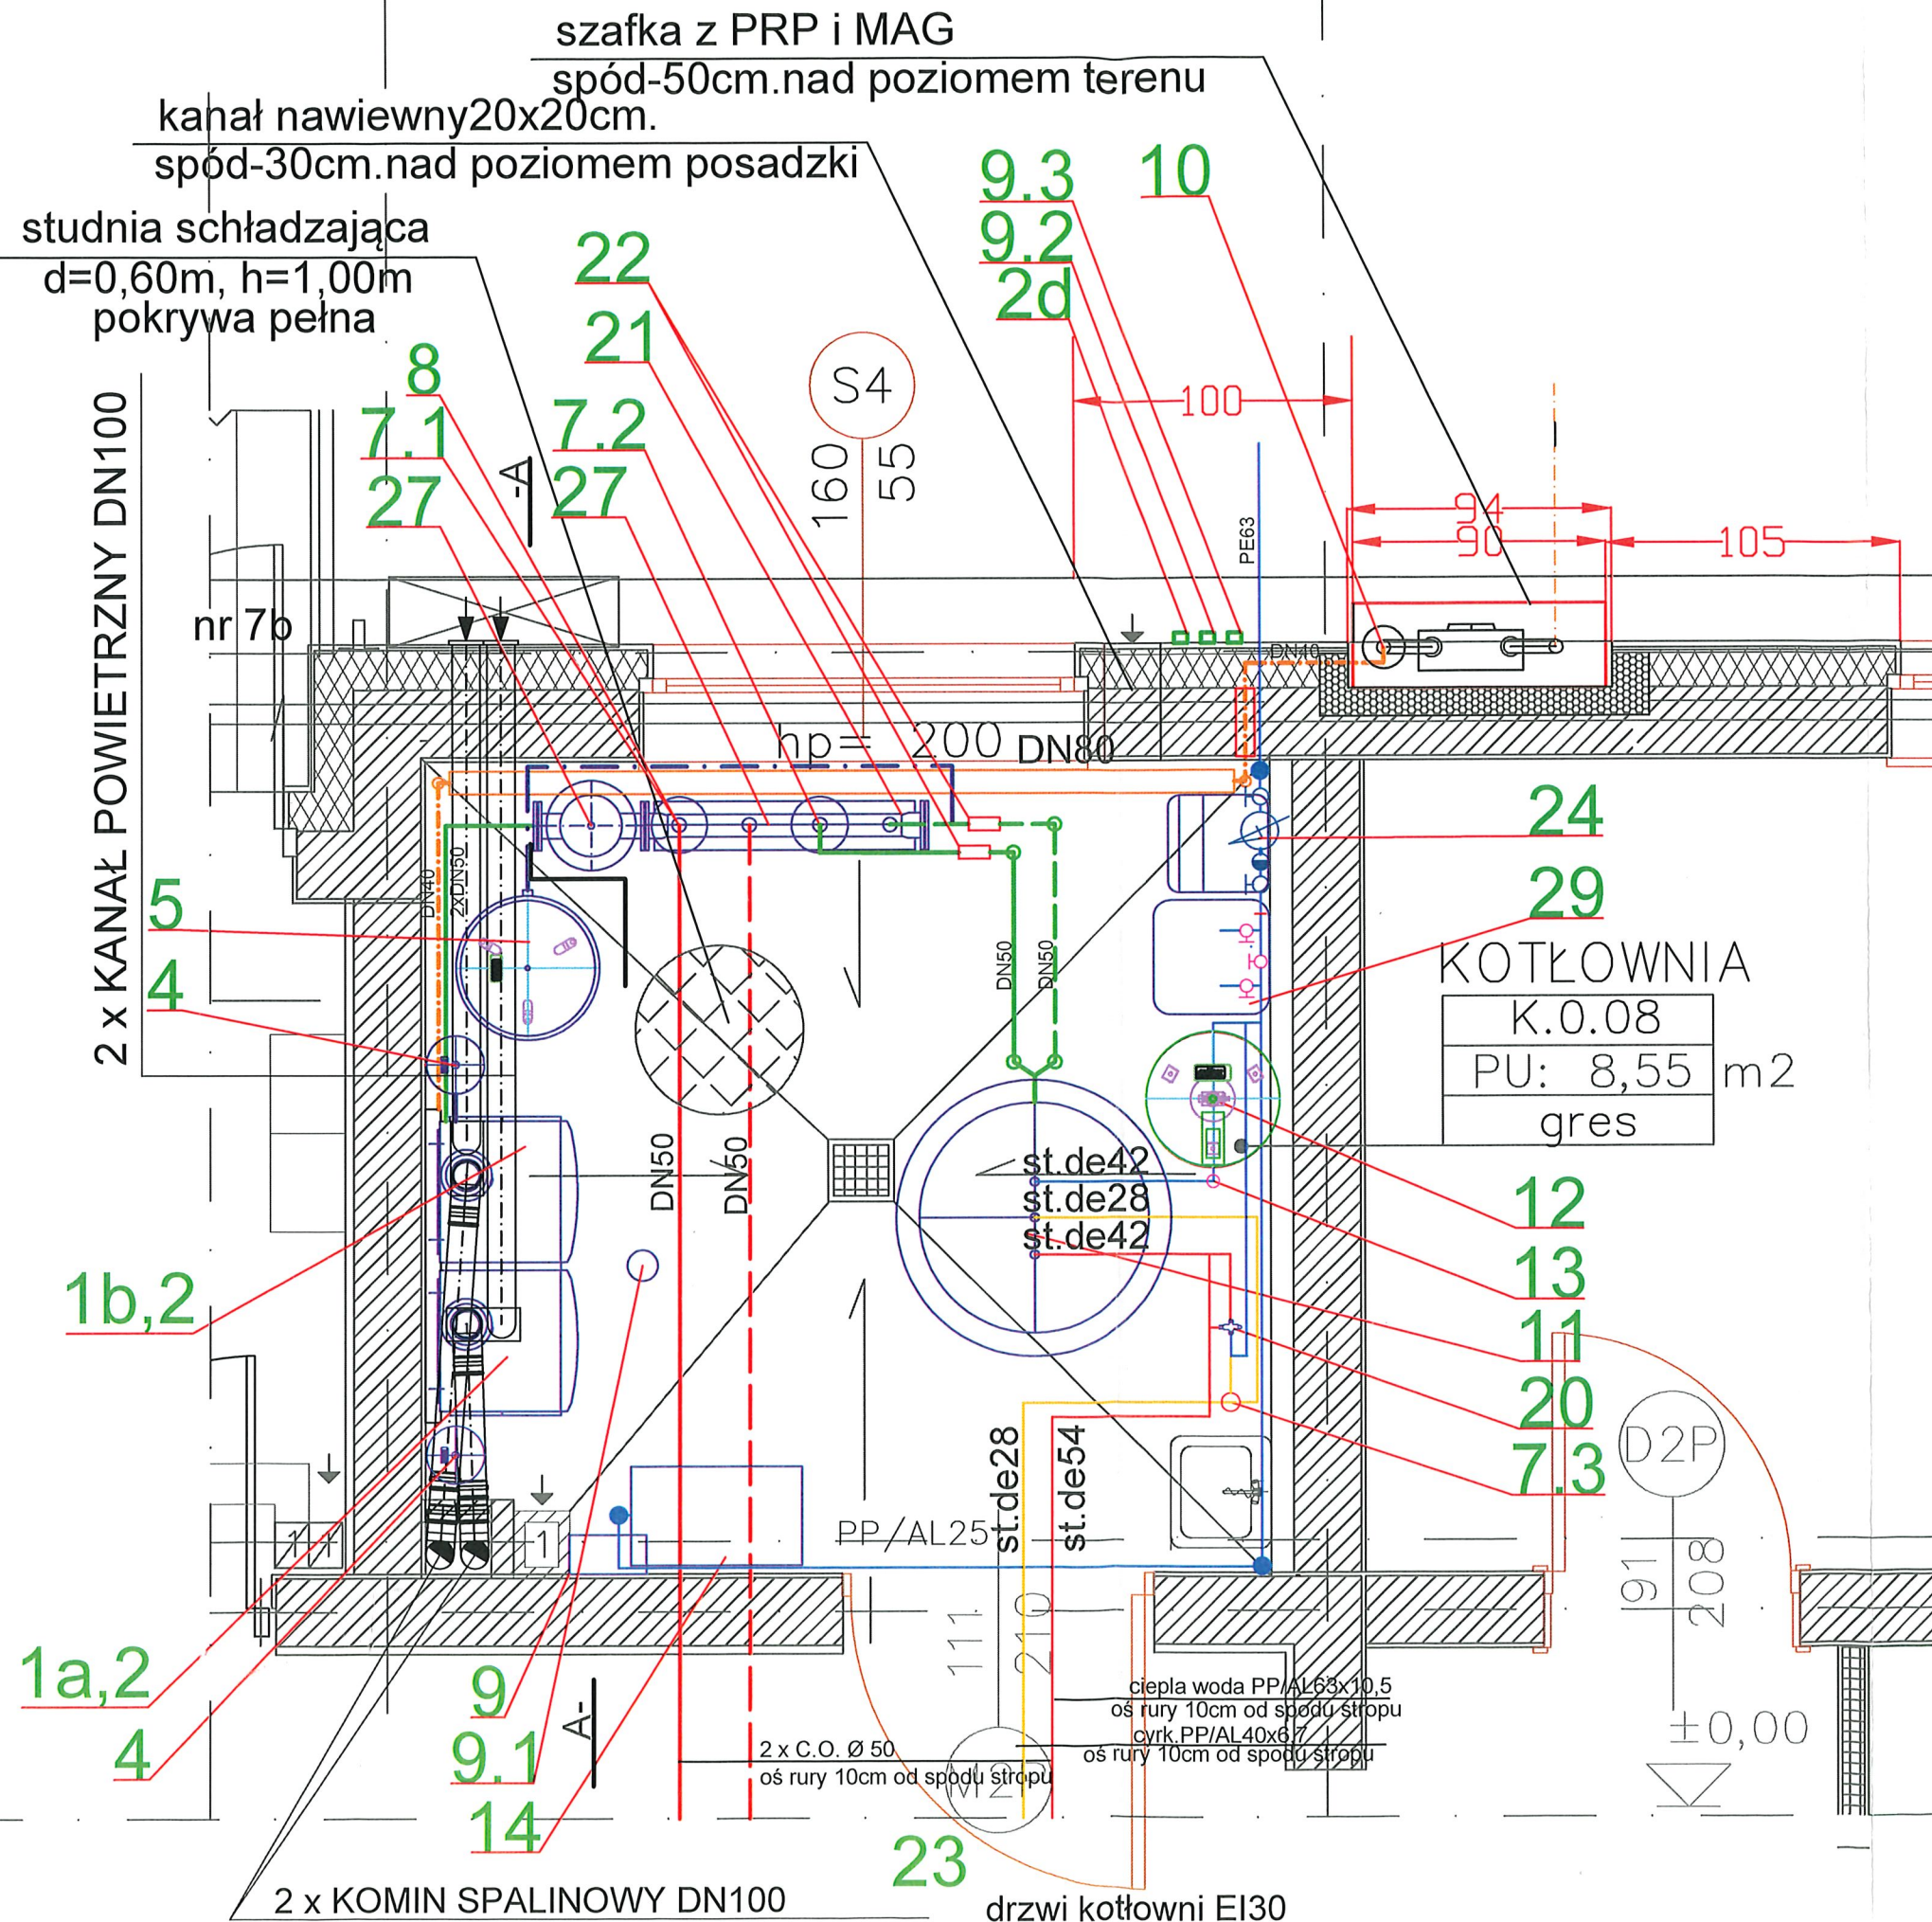 szafka z PRP i MAG
spód-50cm.nad poziomem terenu
kanał nawiewny20x20cm.
spód-30cm.nad poziomem posadzki
studnia schładzająca
d=0,60m, h=1,00m
pokrywa pełna
9.3
10
9.2
2d
22
21
8
7.1
7.2
27
27
-A
S4
160
55
100
94
90
105
PE63
2 x KANAŁ POWIETRZNY DN100
nr 7b
DN40
hp= 200
DN80
24
29
5
4
DN40
2xDN50
DN50
DN50
KOTŁOWNIA
K.0.08
PU: 8,55 m2
gres
DN50
DN50
st.de42
st.de28
st.de42
12
13
11
20
7.3
1b,2
D2P
st.de28
st.de54
PP/AL25
1
1
1
91
208
111
210
1a,2
4
9
9.1
14
A-
ciepla woda PP/AL63x10,5
oś rury 10cm od spodu stropu
cyrk.PP/AL40x6,7
oś rury 10cm od spodu stropu
2 x C.O. Ø 50
oś rury 10cm od spodu stropu
±0,00
23
2 x KOMIN SPALINOWY DN100
drzwi kotłowni EI30